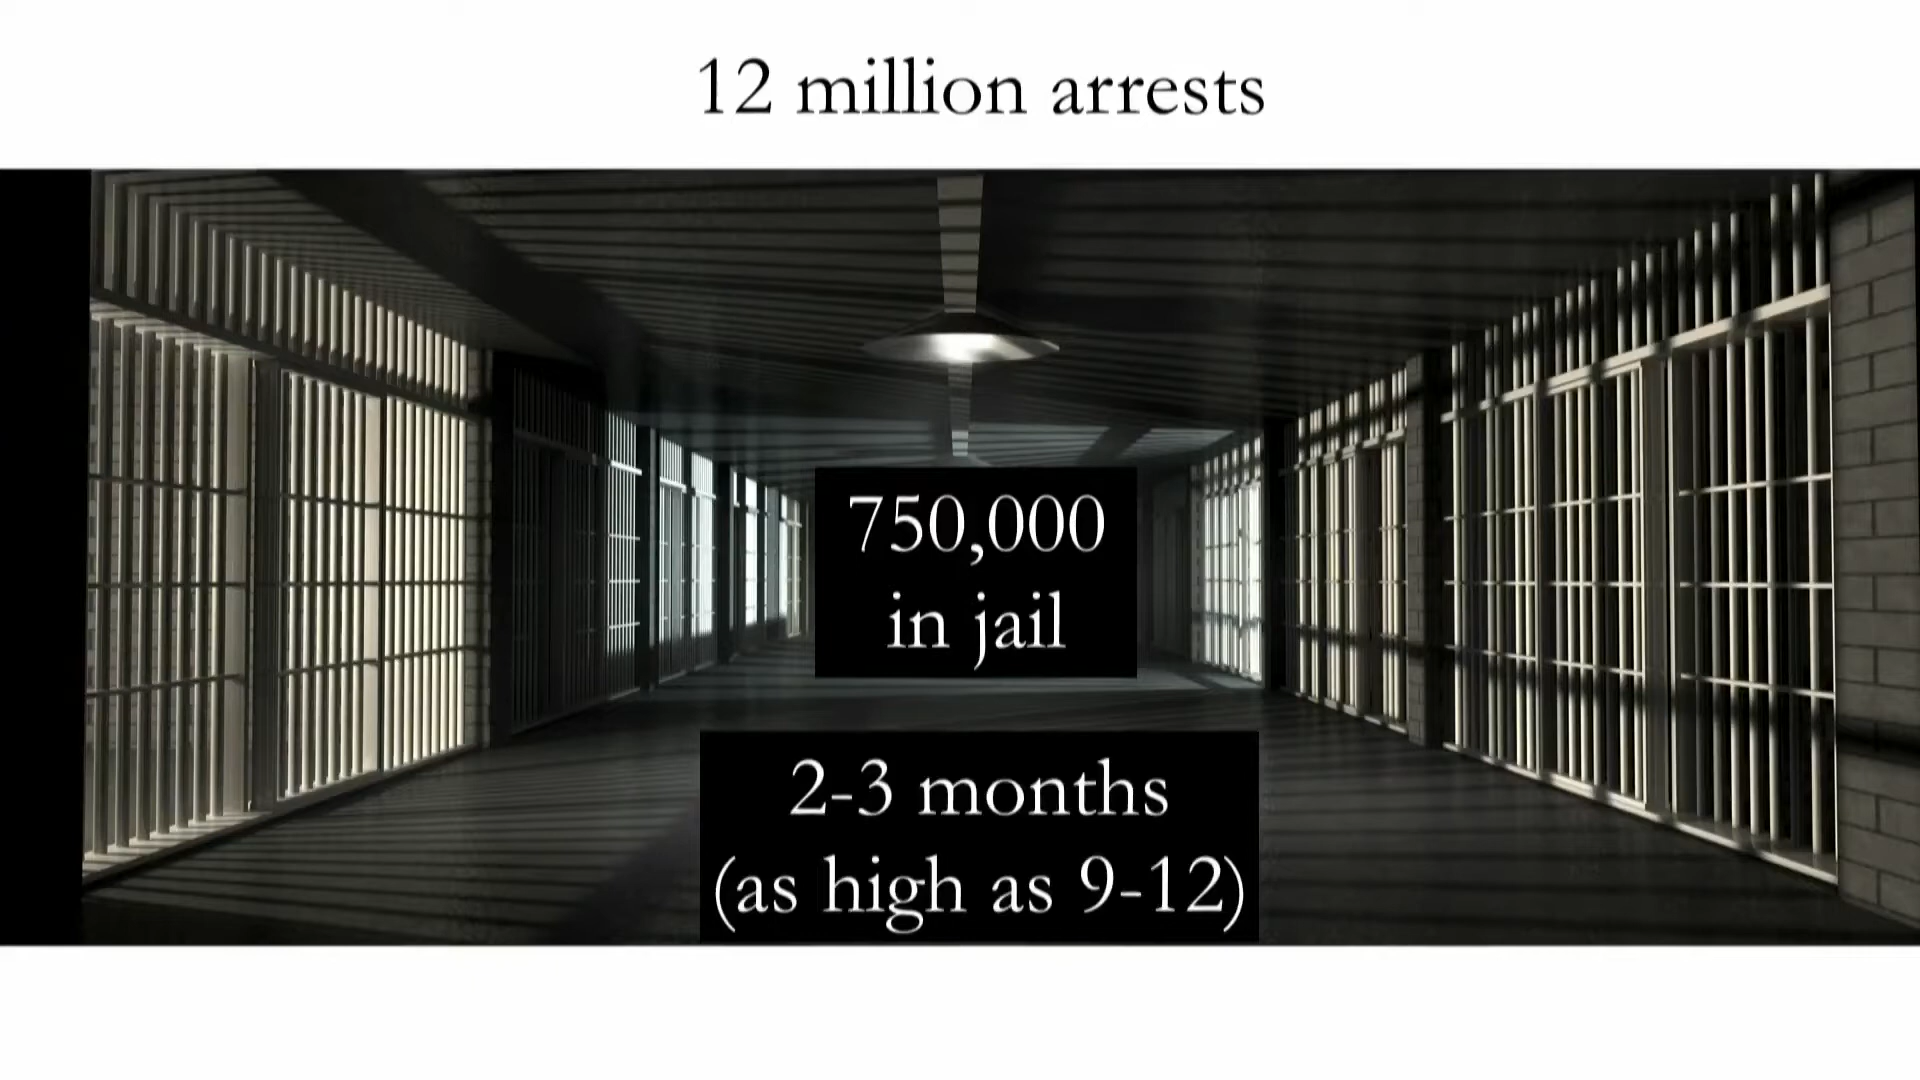 12 million arrests
750,000
in jail
2-3 months
(as high as 9-12)